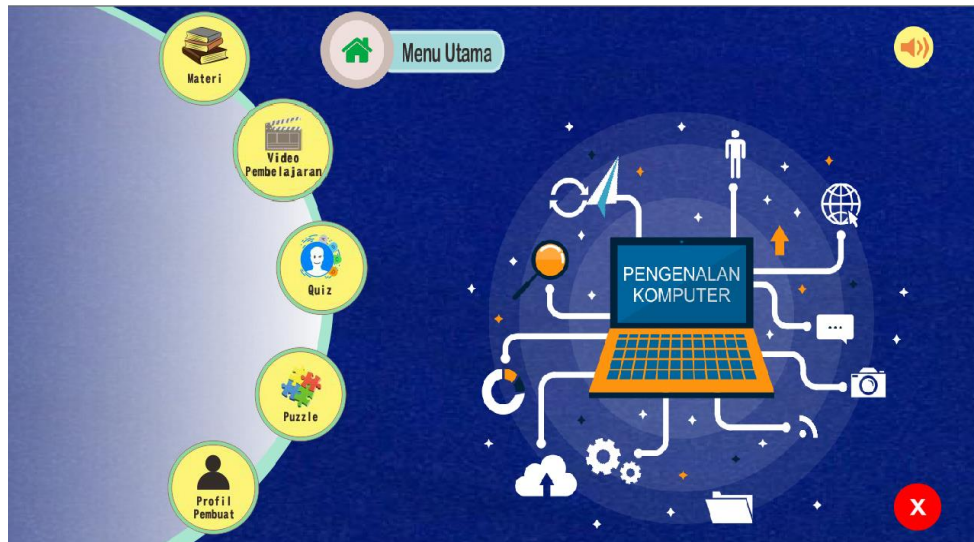 Menu Utama
Materi
Video
Pembelajaran
Quiz
Puzzle
Profil
Pembuat
PENGENALAN
KOMPUTER
X